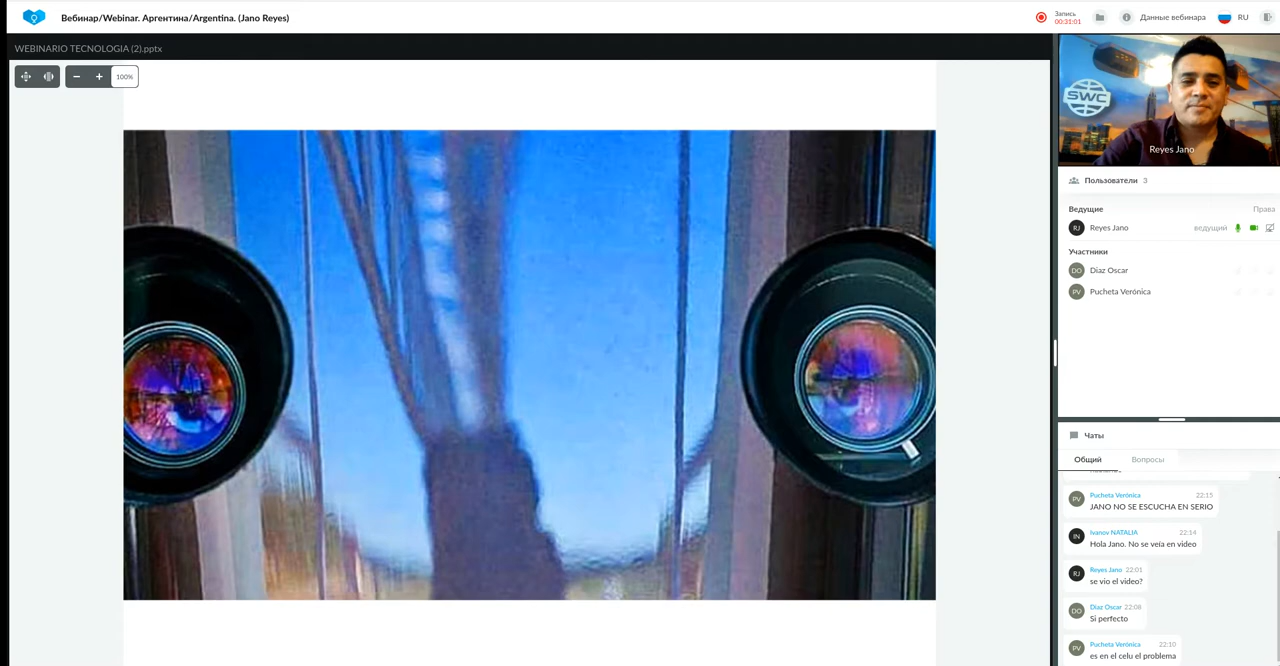 Вебинар/Webinar. Аргентина/Argentina. (Jano Reyes)
Запись
00:31:01
Данные вебинара
RU
WEBINARIO TECNOLOGIA (2).pptx
100%
SWC
Reyes Jano
Пользователи 3
Ведущие Права
RJ Reyes Jano ведущий
Участники
DO Diaz Oscar
PV Pucheta Verónica
Чаты
Общий Вопросы
PV Pucheta Verónica 22:15
JANO NO SE ESCUCHA EN SERIO
IN Ivanov NATALIA 22:14
Hola Jano. No se veía en video
RJ Reyes Jano 22:01
se vio el video?
DO Diaz Oscar 22:08
Si perfecto
PV Pucheta Verónica 22:10
es en el celu el problema